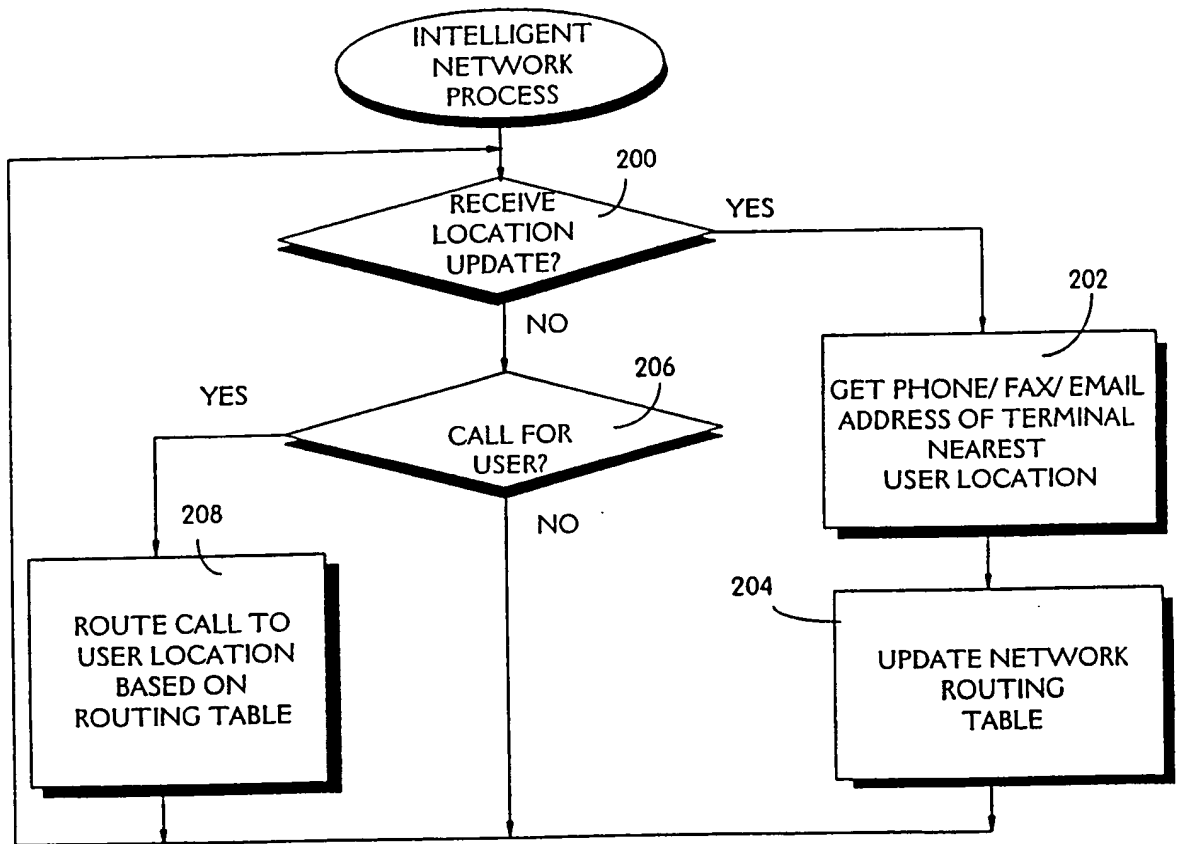 INTELLIGENT
NETWORK
PROCESS
200
RECEIVE
LOCATION
UPDATE?
YES
NO
202
GET PHONE/ FAX/ EMAIL
ADDRESS OF TERMINAL
NEAREST
USER LOCATION
206
YES
CALL FOR
USER?
NO
208
ROUTE CALL TO
USER LOCATION
BASED ON
ROUTING TABLE
204
UPDATE NETWORK
ROUTING
TABLE